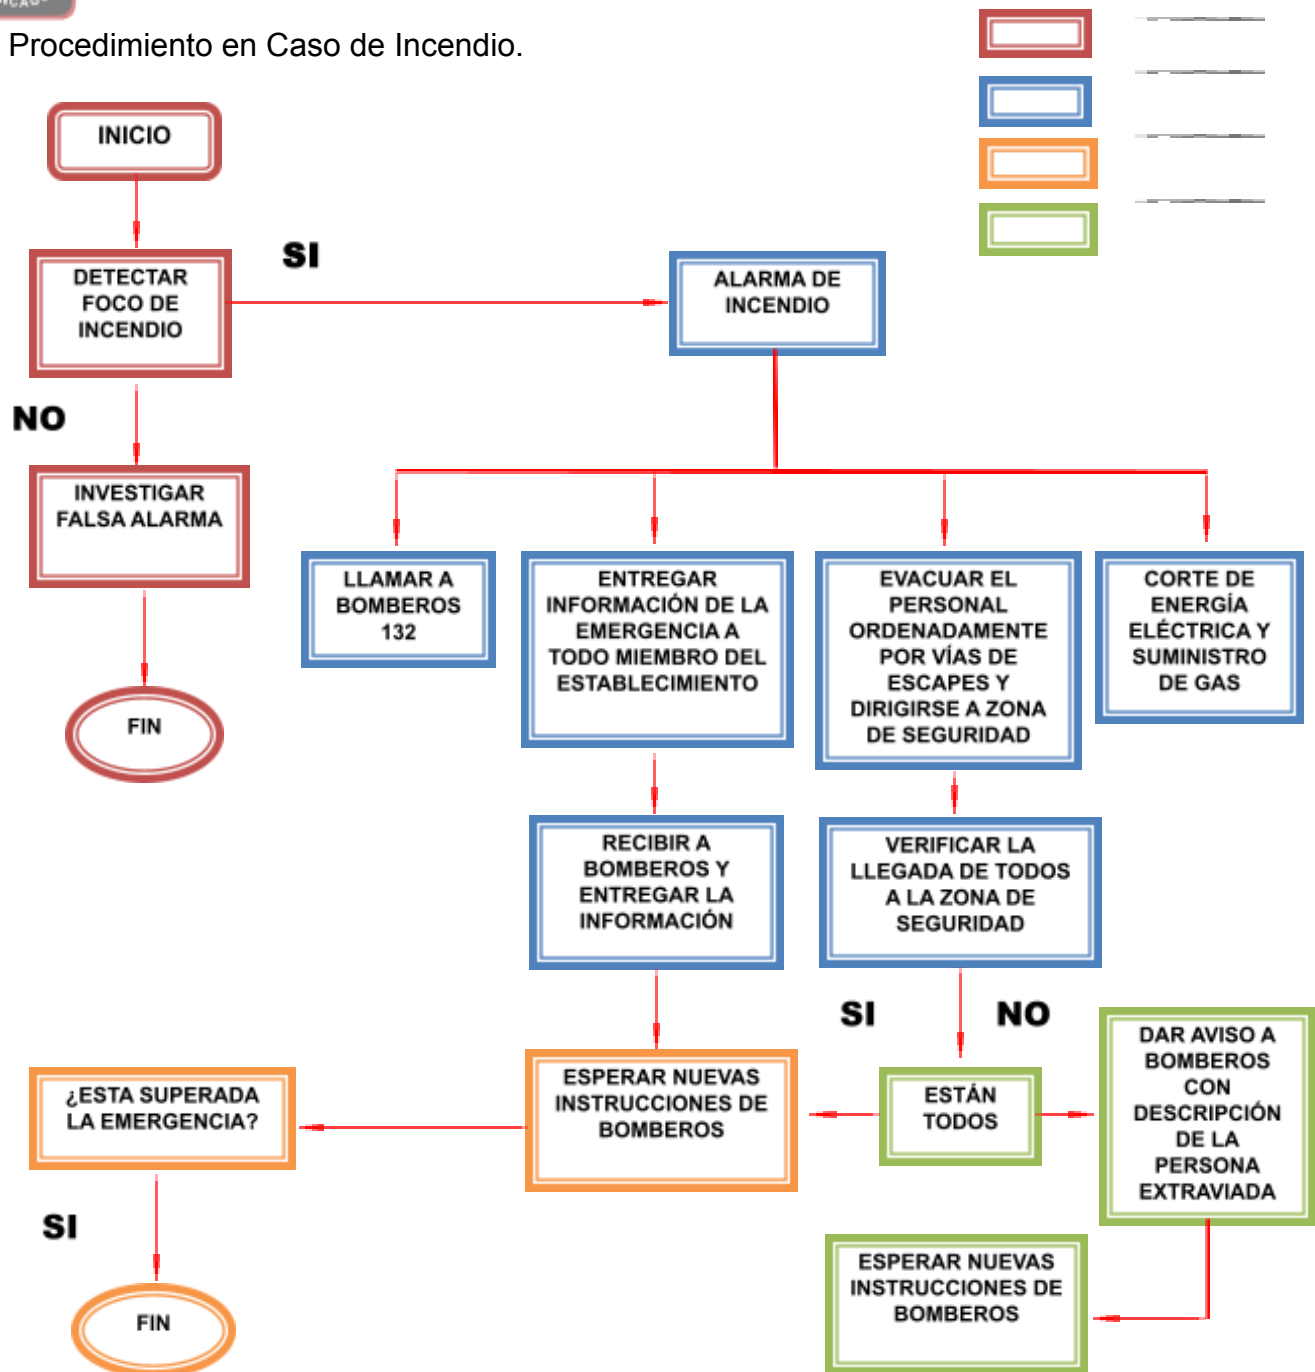 Procedimiento en Caso de Incendio.
INICIO
DETECTAR
FOCO DE
INCENDIO
SI
ALARMA DE
INCENDIO
NO
INVESTIGAR
FALSA ALARMA
FIN
LLAMAR A
BOMBEROS
132
ENTREGAR
INFORMACIÓN DE LA
EMERGENCIA A
TODO MIEMBRO DEL
ESTABLECIMIENTO
EVACUAR EL
PERSONAL
ORDENADAMENTE
POR VÍAS DE
ESCAPES Y
DIRIGIRSE A ZONA
DE SEGURIDAD
CORTE DE
ENERGÍA
ELÉCTRICA Y
SUMINISTRO
DE GAS
RECIBIR A
BOMBEROS Y
ENTREGAR LA
INFORMACIÓN
VERIFICAR LA
LLEGADA DE TODOS
A LA ZONA DE
SEGURIDAD
SI
NO
ESTÁN
TODOS
DAR AVISO A
BOMBEROS
CON
DESCRIPCIÓN
DE LA
PERSONA
EXTRAVIADA
ESPERAR NUEVAS
INSTRUCCIONES DE
BOMBEROS
¿ESTA SUPERADA
LA EMERGENCIA?
SI
FIN
ESPERAR NUEVAS
INSTRUCCIONES DE
BOMBEROS